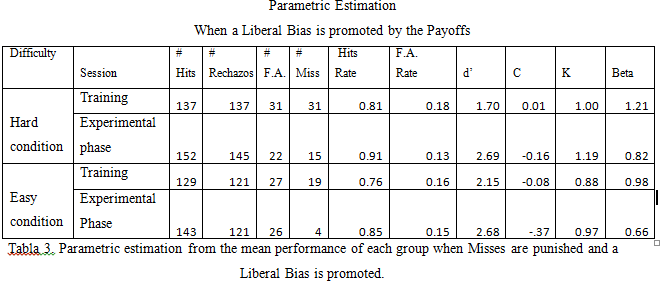 Parametric Estimation
When a Liberal Bias is promoted by the Payoffs
Difficulty Session # Hits # Rechazos # F.A. # Miss Hits Rate F.A. Rate d' C K Beta
Hard condition Training 137 137 31 31 0.81 0.18 1.70 0.01 1.00 1.21
Experimental phase 152 145 22 15 0.91 0.13 2.69 -0.16 1.19 0.82
Easy condition Training 129 121 27 19 0.76 0.16 2.15 -0.08 0.88 0.98
Experimental Phase 143 121 26 4 0.85 0.15 2.68 -.37 0.97 0.66
Tabla 3. Parametric estimation from the mean performance of each group when Misses are punished and a
Liberal Bias is promoted.